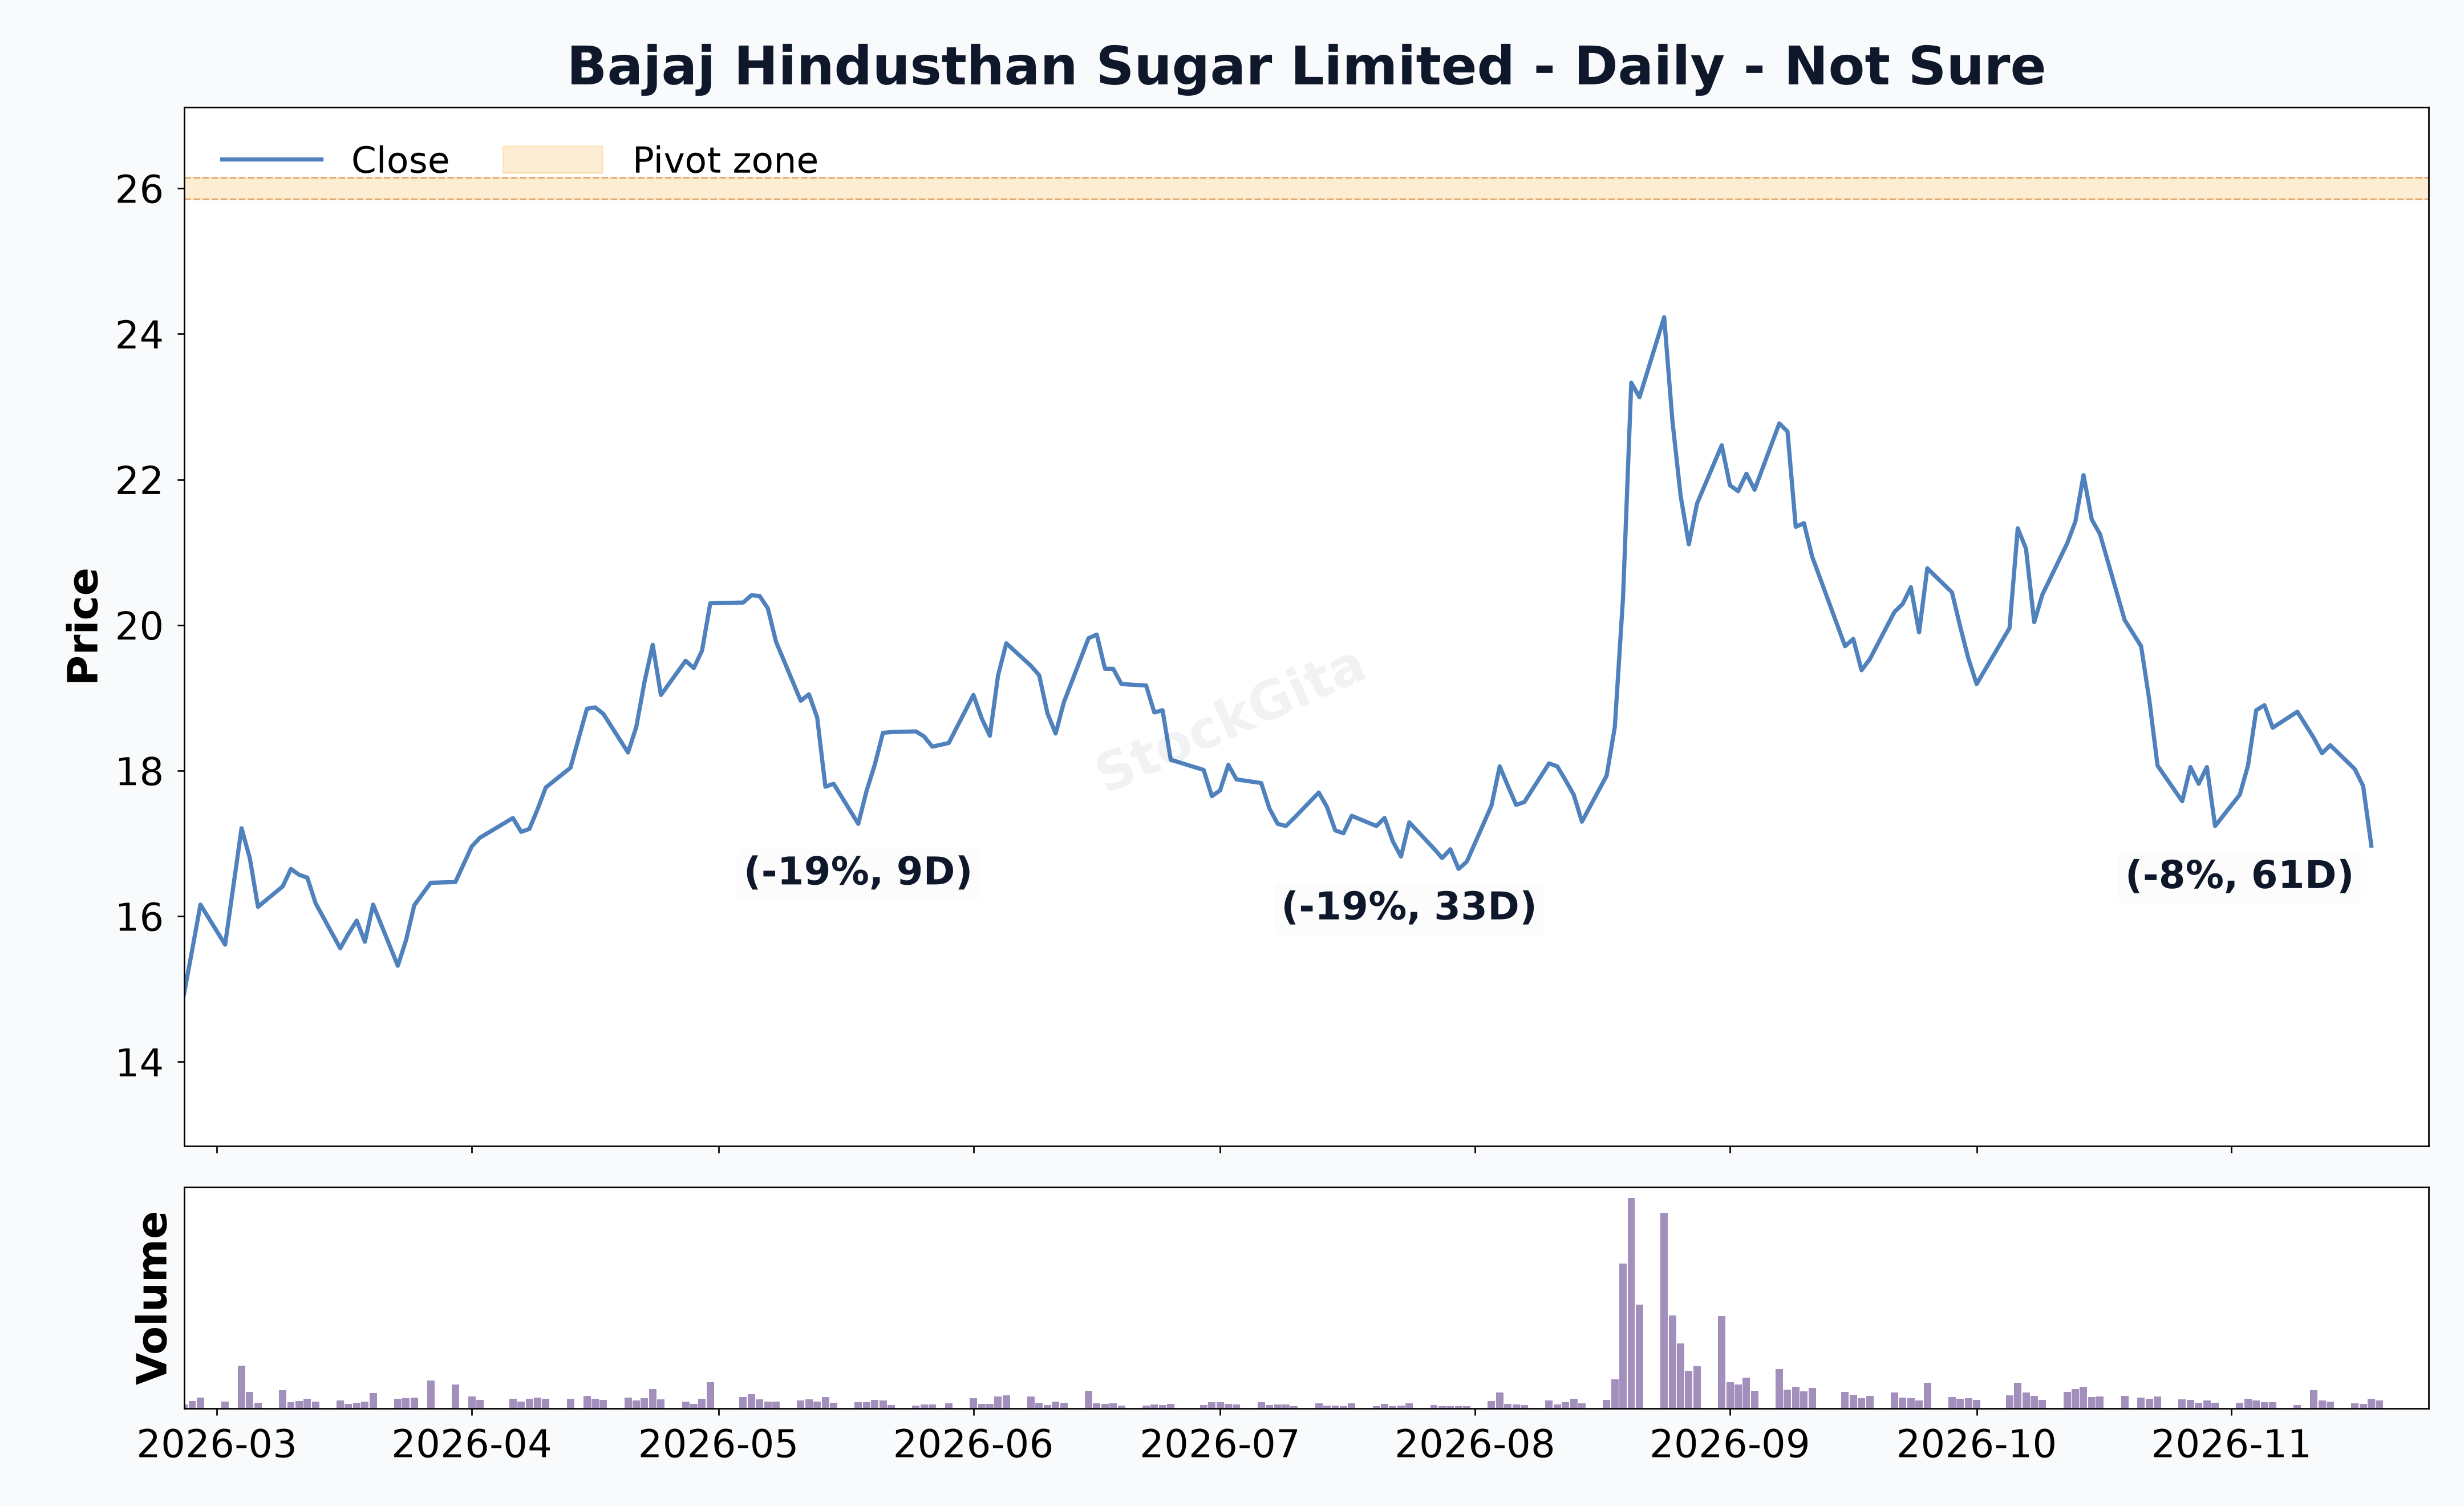 Bajaj Hindusthan Sugar Limited - Daily - Not Sure
Close
Pivot zone
Price
26
24
22
20
18
16
14
StockGita
(-19%, 9D)
(-19%, 33D)
(-8%, 61D)
Volume
2026-03
2026-04
2026-05
2026-06
2026-07
2026-08
2026-09
2026-10
2026-11